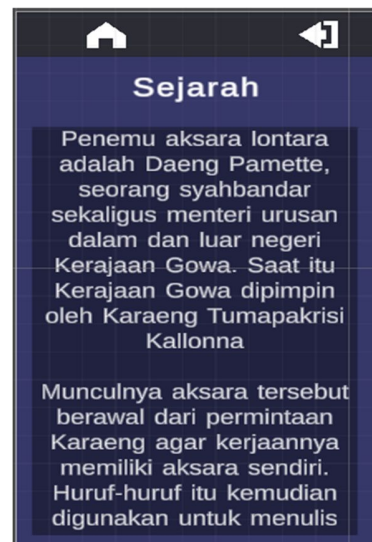 Sejarah
Penemu aksara lontara
adalah Daeng Pamette,
seorang syahbandar
sekaligus menteri urusan
dalam dan luar negeri
Kerajaan Gowa. Saat itu
Kerajaan Gowa dipimpin
oleh Karaeng Tumapakrisi
Kallonna
Munculnya aksara tersebut
berawal dari permintaan
Karaeng agar kerjaannya
memiliki aksara sendiri.
Huruf-huruf itu kemudian
digunakan untuk menulis